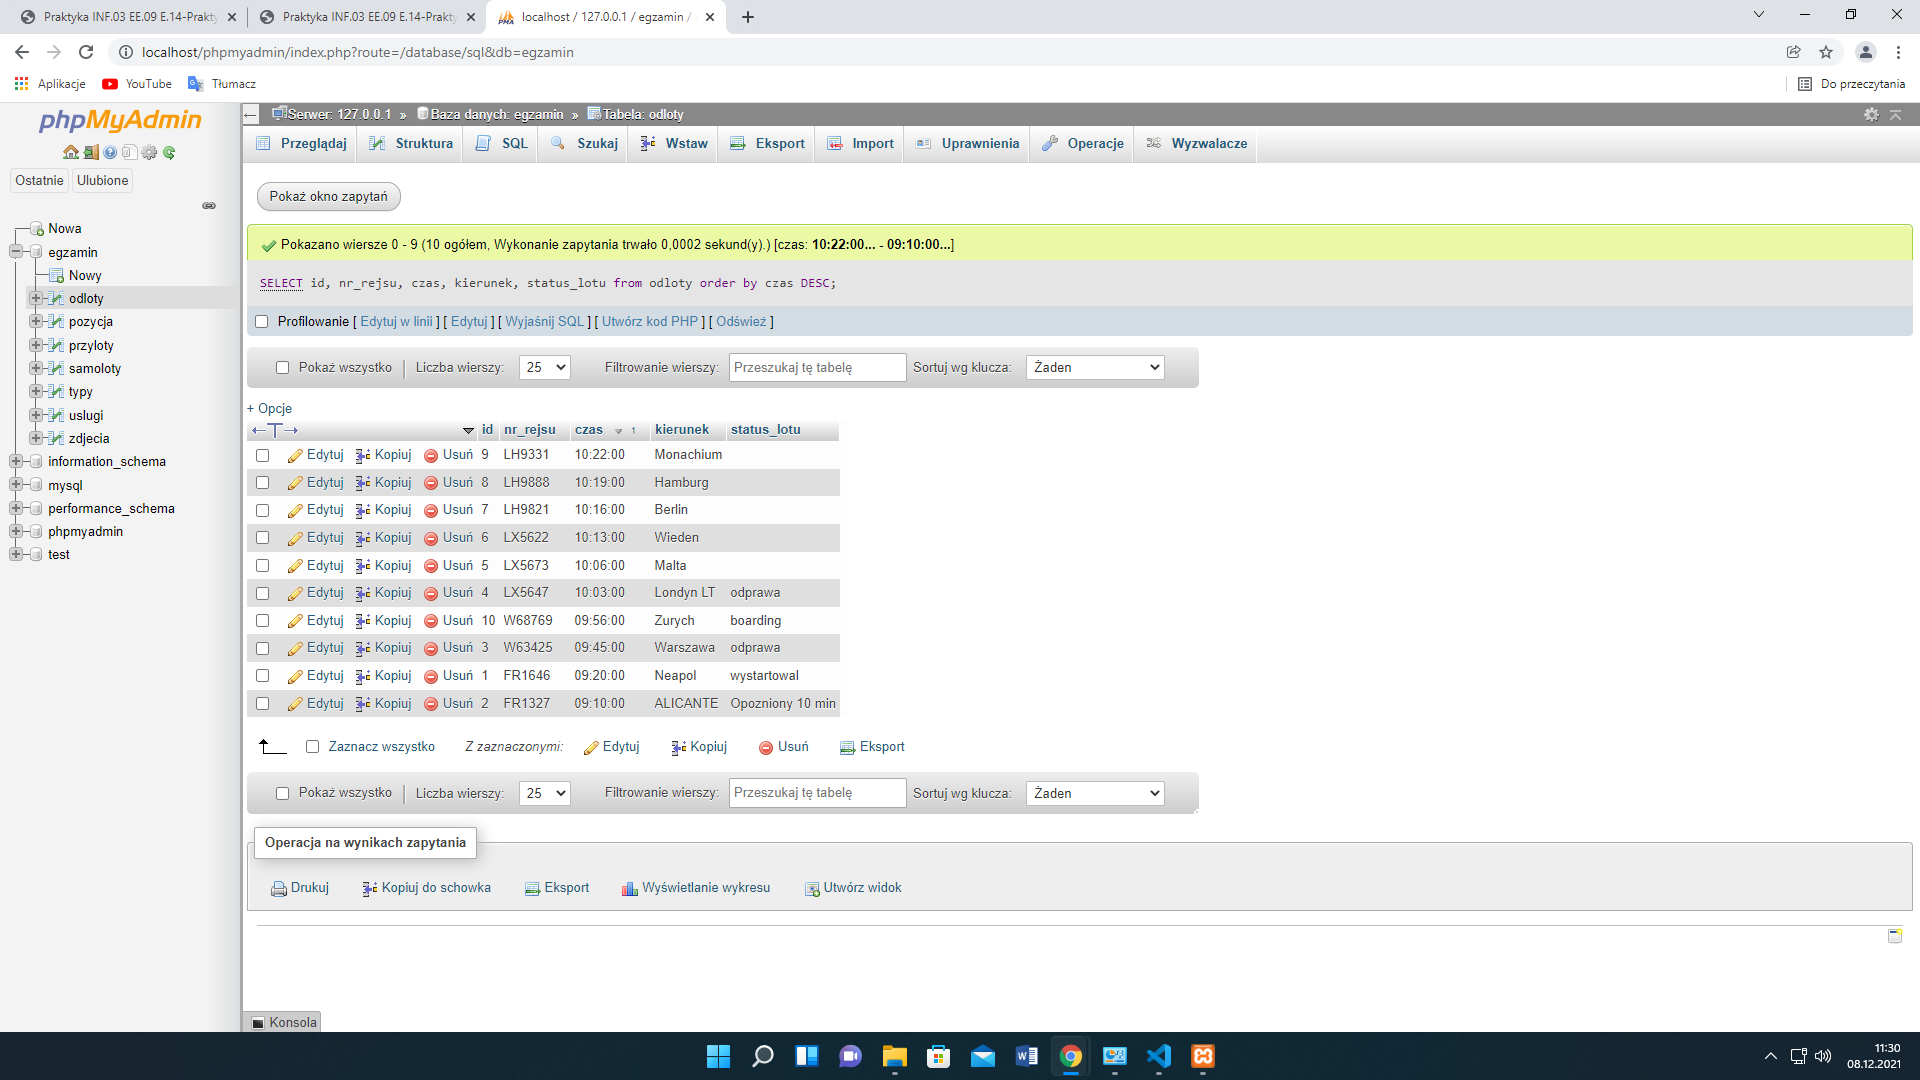 Praktyka INF.03 EE.09 E.14-Prakty
Praktyka INF.03 EE.09 E.14-Prakty
localhost / 127.0.0.1 / egzamin /
localhost/phpmyadmin/index.php?route=/database/sql&db=egzamin
Aplikacje YouTube Tłumacz Do przeczytania
phpMyAdmin
Ostatnie Ulubione
Nowa
egzamin
Nowy
odloty
pozycja
przyloty
samoloty
typy
uslugi
zdjecia
information_schema
mysql
performance_schema
phpmyadmin
test
Serwer: 127.0.0.1 » Baza danych: egzamin » Tabela: odloty
Przeglądaj Struktura SQL Szukaj Wstaw Eksport Import Uprawnienia Operacje Wyzwalacze
Pokaż okno zapytań
Pokazano wiersze 0 - 9 (10 ogółem, Wykonanie zapytania trwało 0,0002 sekund(y).) [czas: 10:22:00... - 09:10:00...]
SELECT id, nr_rejsu, czas, kierunek, status_lotu from odloty order by czas DESC;
Profilowanie [ Edytuj w linii ] [ Edytuj ] [ Wyjaśnij SQL ] [ Utwórz kod PHP ] [ Odśwież ]
Pokaż wszystko | Liczba wierszy: 25 Filtrowanie wierszy: Przeszukaj tę tabelę Sortuj wg klucza: Żaden
+ Opcje
←T→ id nr_rejsu czas 1 kierunek status_lotu
Edytuj Kopiuj Usuń 9 LH9331 10:22:00 Monachium
Edytuj Kopiuj Usuń 8 LH9888 10:19:00 Hamburg
Edytuj Kopiuj Usuń 7 LH9821 10:16:00 Berlin
Edytuj Kopiuj Usuń 6 LX5622 10:13:00 Wieden
Edytuj Kopiuj Usuń 5 LX5673 10:06:00 Malta
Edytuj Kopiuj Usuń 4 LX5647 10:03:00 Londyn LT odprawa
Edytuj Kopiuj Usuń 10 W68769 09:56:00 Zurych boarding
Edytuj Kopiuj Usuń 3 W63425 09:45:00 Warszawa odprawa
Edytuj Kopiuj Usuń 1 FR1646 09:20:00 Neapol wystartowal
Edytuj Kopiuj Usuń 2 FR1327 09:10:00 ALICANTE Opozniony 10 min
Zaznacz wszystko Z zaznaczonymi: Edytuj Kopiuj Usuń Eksport
Pokaż wszystko | Liczba wierszy: 25 Filtrowanie wierszy: Przeszukaj tę tabelę Sortuj wg klucza: Żaden
Operacja na wynikach zapytania
Drukuj Kopiuj do schowka Eksport Wyświetlanie wykresu Utwórz widok
Konsola
11:30
08.12.2021